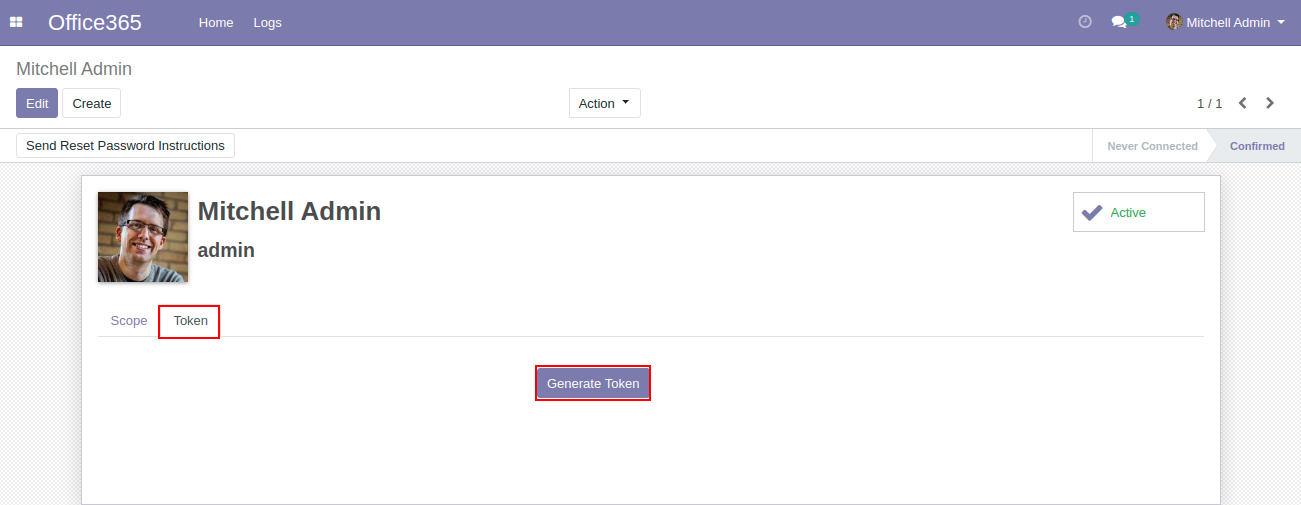 Office365 Home Logs 1 Mitchell Admin
Mitchell Admin
Edit Create Action 1 / 1
Send Reset Password Instructions Never Connected Confirmed
Mitchell Admin Active
admin
Scope Token
Generate Token